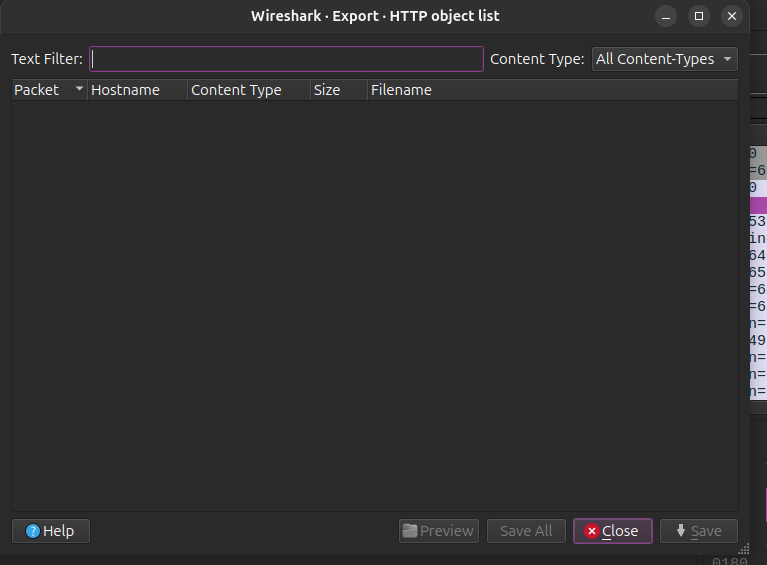 Wireshark · Export · HTTP object list
Text Filter:
Content Type: All Content-Types
Packet Hostname Content Type Size Filename
0
=6
0
53
in
64
65
=6
=6
n=
49
n=
n=
n=
Help Preview Save All Close Save
0180